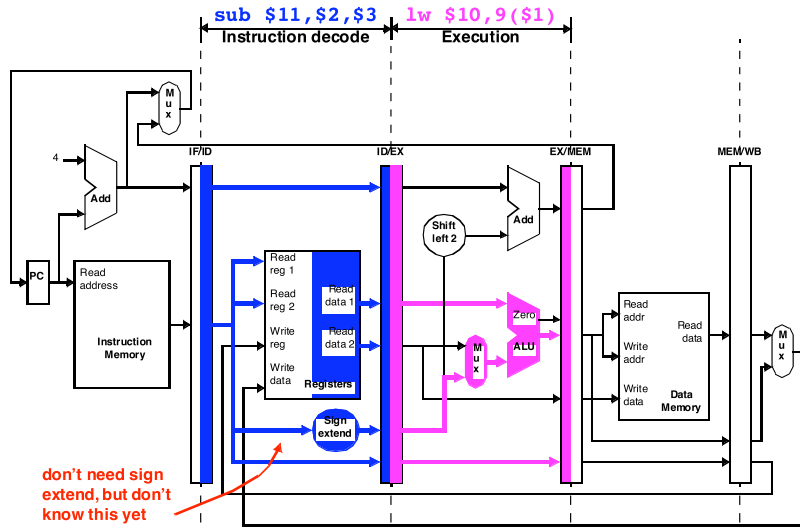 sub $11,$2,$3 lw $10,9($1)
Instruction decode Execution
M
u
x
IF/ID ID/EX EX/MEM MEM/WB
4
Add
Add
Shift
left 2
PC
Read
address
Instruction
Memory
Read
reg 1
Read
reg 2
Write
reg
Write
data
Read
data 1
Read
data 2
Registers
Sign
extend
M
u
x
Zero
ALU
Read
addr
Write
addr
Write
data
Read
data
Data
Memory
M
u
x
don't need sign
extend, but don't
know this yet